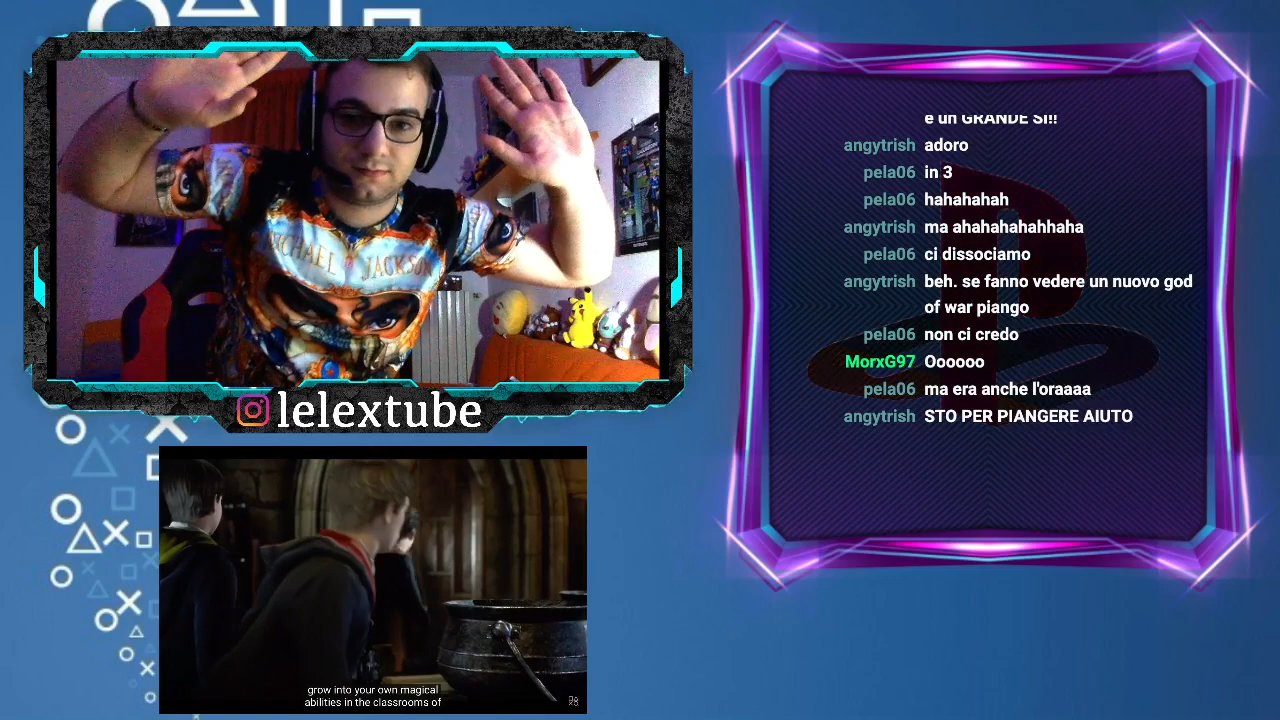 MICHAEL JACKSON
lelextube
e un GRANDE SI!!
angytrish adoro
pela06 in 3
pela06 hahahahah
angytrish ma ahahahahahhaha
pela06 ci dissociamo
angytrish beh. se fanno vedere un nuovo god
of war piango
pela06 non ci credo
MorxG97 Oooooo
pela06 ma era anche l'oraaaa
angytrish STO PER PIANGERE AIUTO
grow into your own magical
abilities in the classrooms of